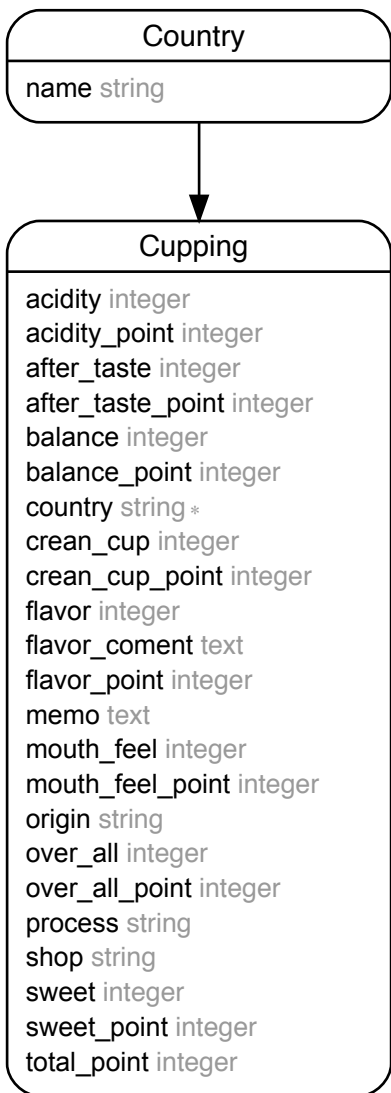 Country
name string
Cupping
acidity integer
acidity_point integer
after_taste integer
after_taste_point integer
balance integer
balance_point integer
country string *
crean_cup integer
crean_cup_point integer
flavor integer
flavor_coment text
flavor_point integer
memo text
mouth_feel integer
mouth_feel_point integer
origin string
over_all integer
over_all_point integer
process string
shop string
sweet integer
sweet_point integer
total_point integer